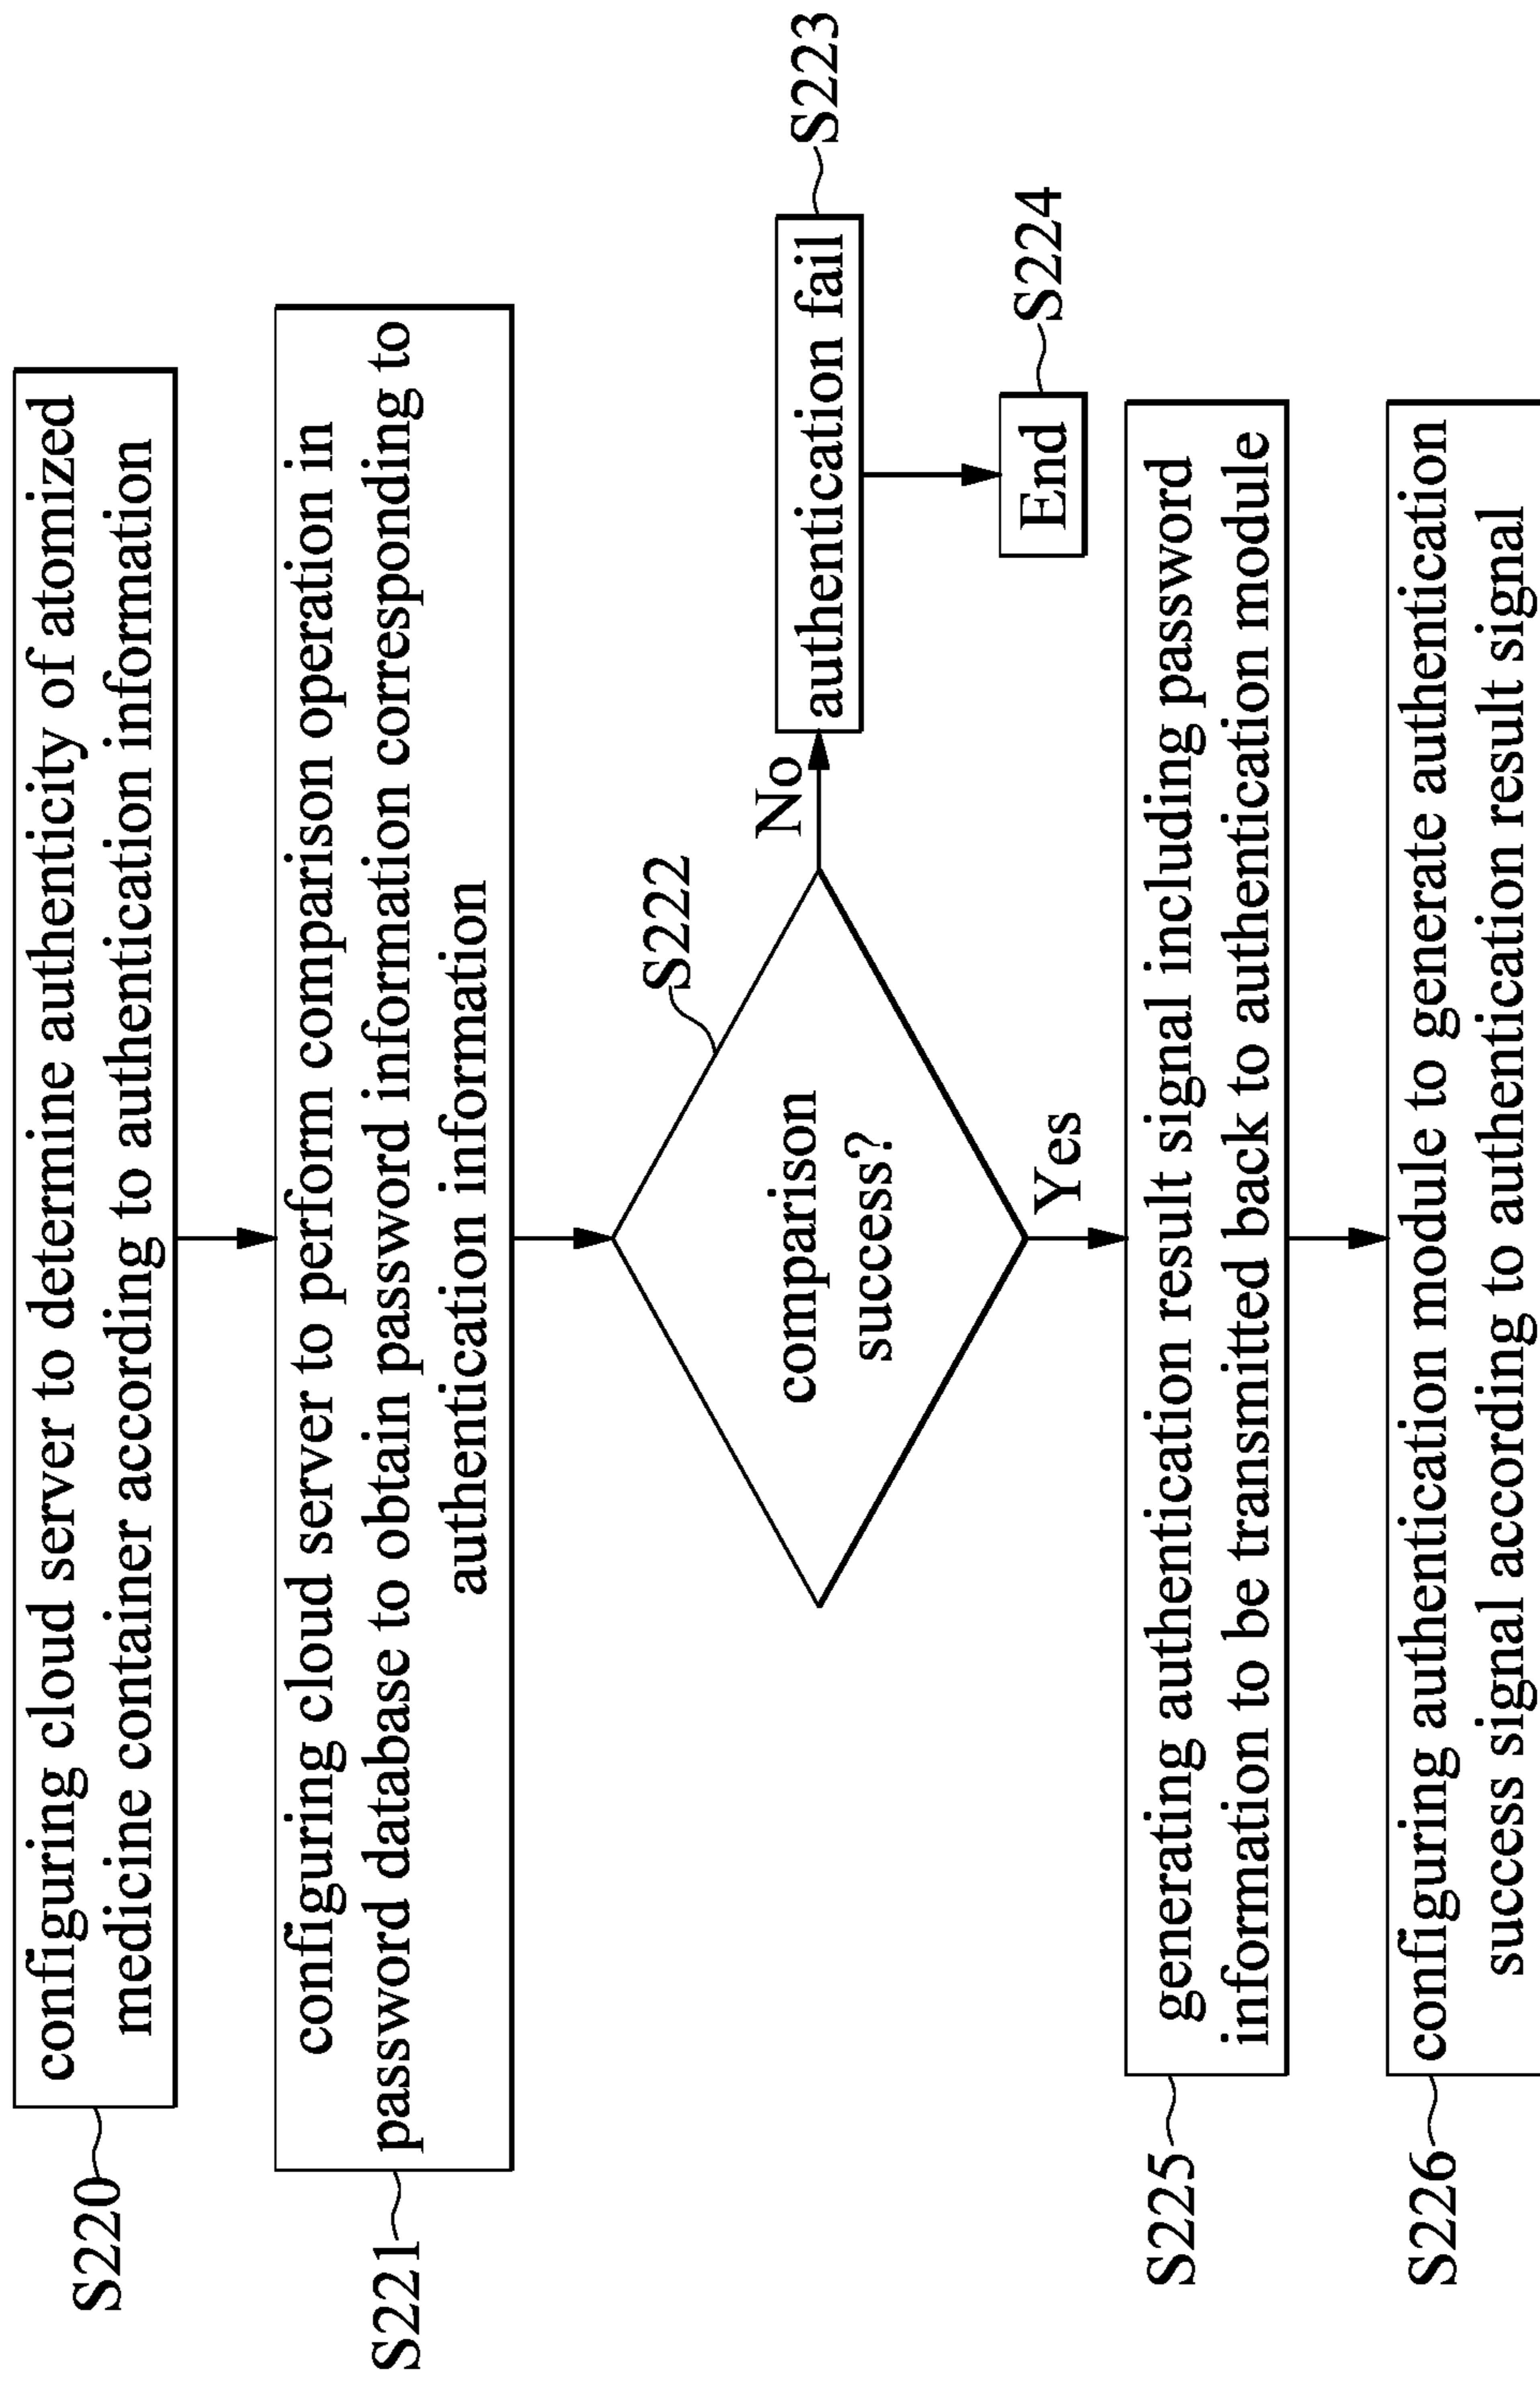 S220
configuring cloud server to determine authenticity of atomized
medicine container according to authentication information
S221
configuring cloud server to perform comparison operation in
password database to obtain password information corresponding to
authentication information
S222
comparison
success?
No
authentication fail
S223
End
S224
Yes
S225
generating authentication result signal including password
information to be transmitted back to authentication module
S226
configuring authentication module to generate authentication
success signal according to authentication result signal